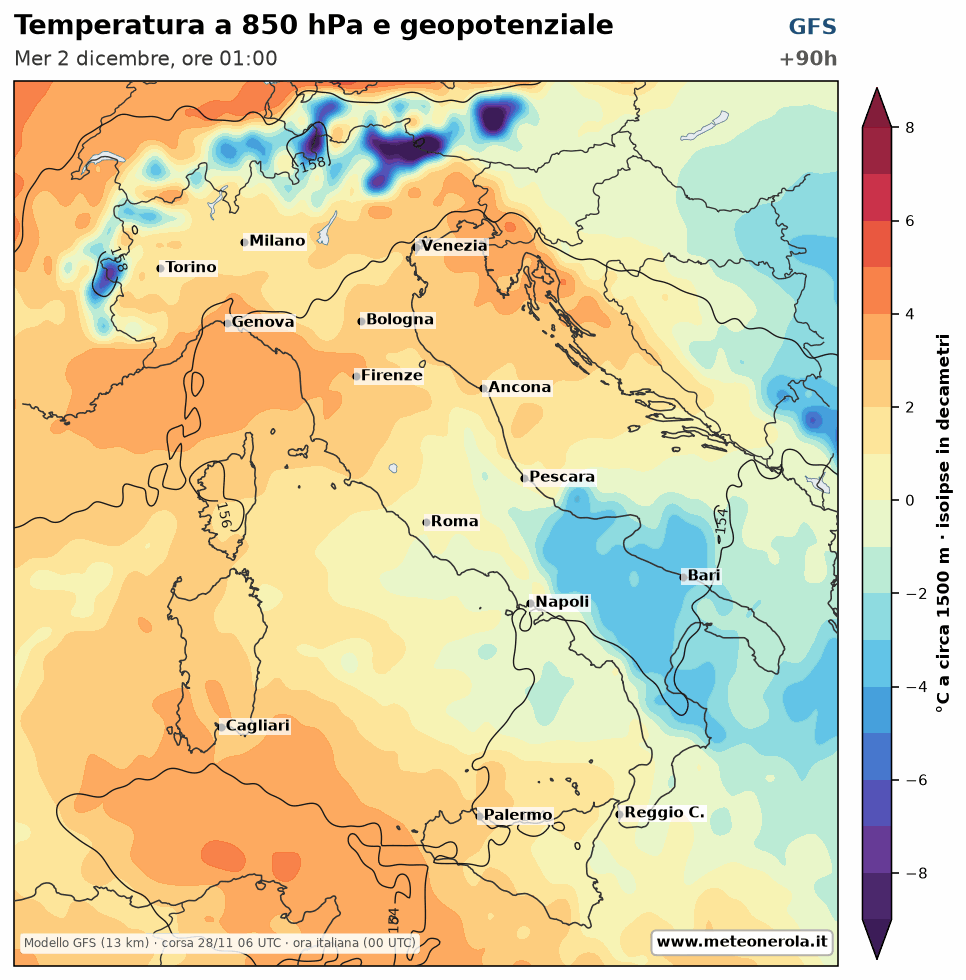 Temperatura a 850 hPa e geopotenziale
GFS
Mer 2 dicembre, ore 01:00
+90h
158
Milano
Venezia
158
Torino
Genova
Bologna
Firenze
Ancona
Pescara
156
Roma
154
Bari
Napoli
Cagliari
Palermo
Reggio C.
154
Modello GFS (13 km) · corsa 28/11 06 UTC · ora italiana (00 UTC)
www.meteonerola.it
8
6
4
2
0
−2
−4
−6
−8
°C a circa 1500 m · isoipse in decametri